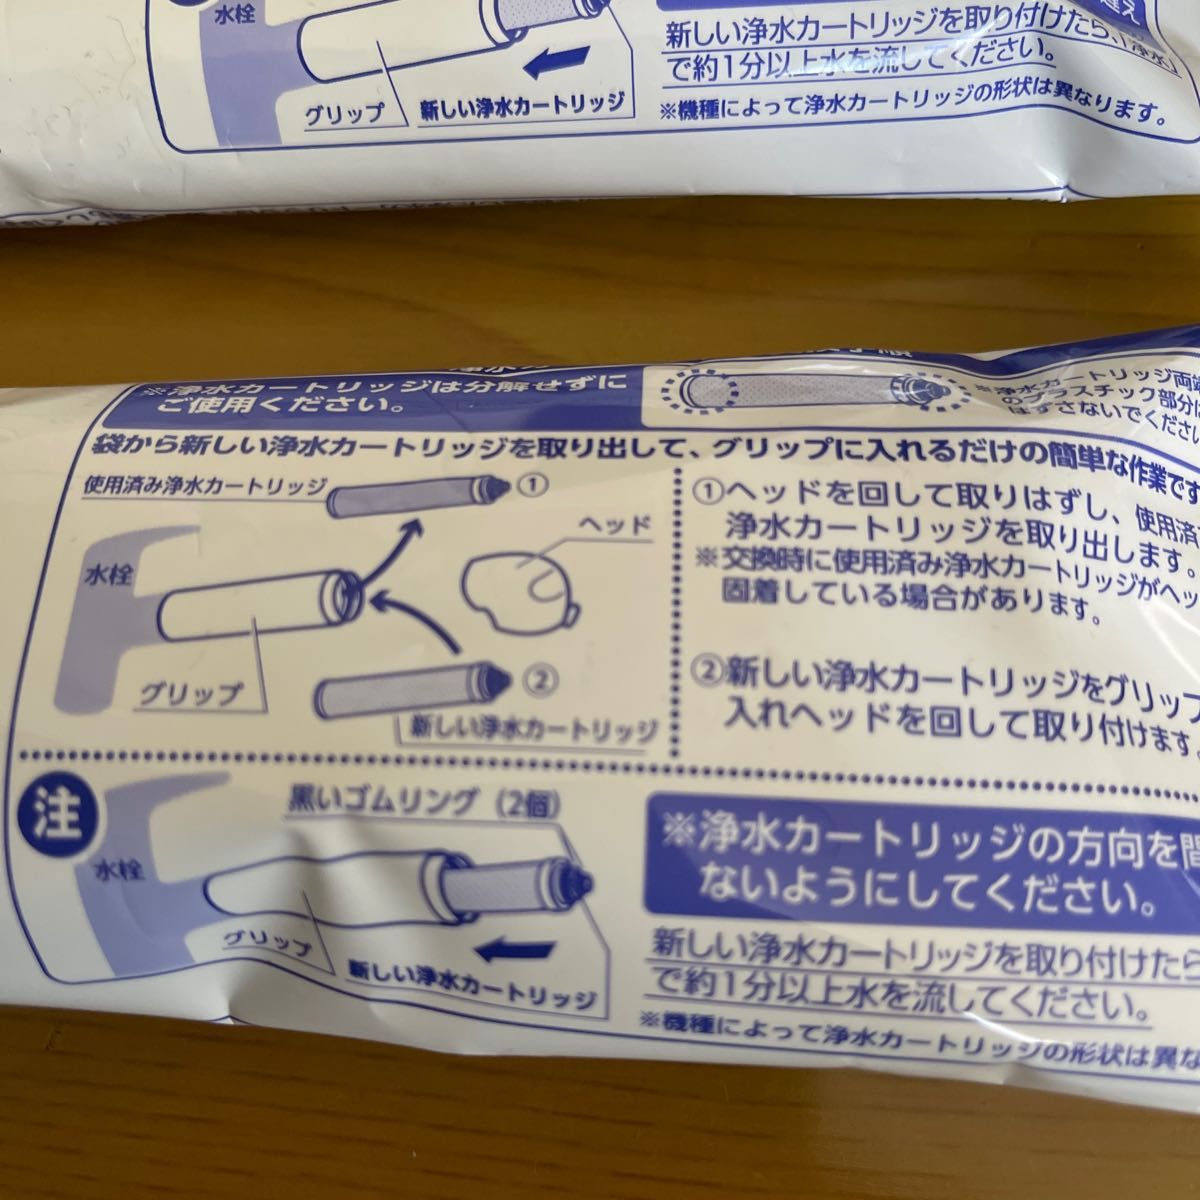 水栓
グリップ
新しい浄水カートリッジ
新しい浄水カートリッジを取り付けたら、「浄水」
で約1分以上水を流してください。
※機種によって浄水カートリッジの形状は異なります。
※浄水カートリッジは分解せずに
ご使用ください。
※浄水カートリッジ両端
のプラスチック部分は
はずさないでください
袋から新しい浄水カートリッジを取り出して、グリップに入れるだけの簡単な作業です
使用済み浄水カートリッジ
①
ヘッド
水栓
グリップ
②
新しい浄水カートリッジ
①ヘッドを回して取りはずし、使用済
浄水カートリッジを取り出します。
※交換時に使用済み浄水カートリッジがヘッ
固着している場合があります。
②新しい浄水カートリッジをグリップ
入れヘッドを回して取り付けます
注
黒いゴムリング（2個）
水栓
グリップ
新しい浄水カートリッジ
※浄水カートリッジの方向を間
ないようにしてください。
新しい浄水カートリッジを取り付けたら
で約1分以上水を流してください。
※機種によって浄水カートリッジの形状は異な